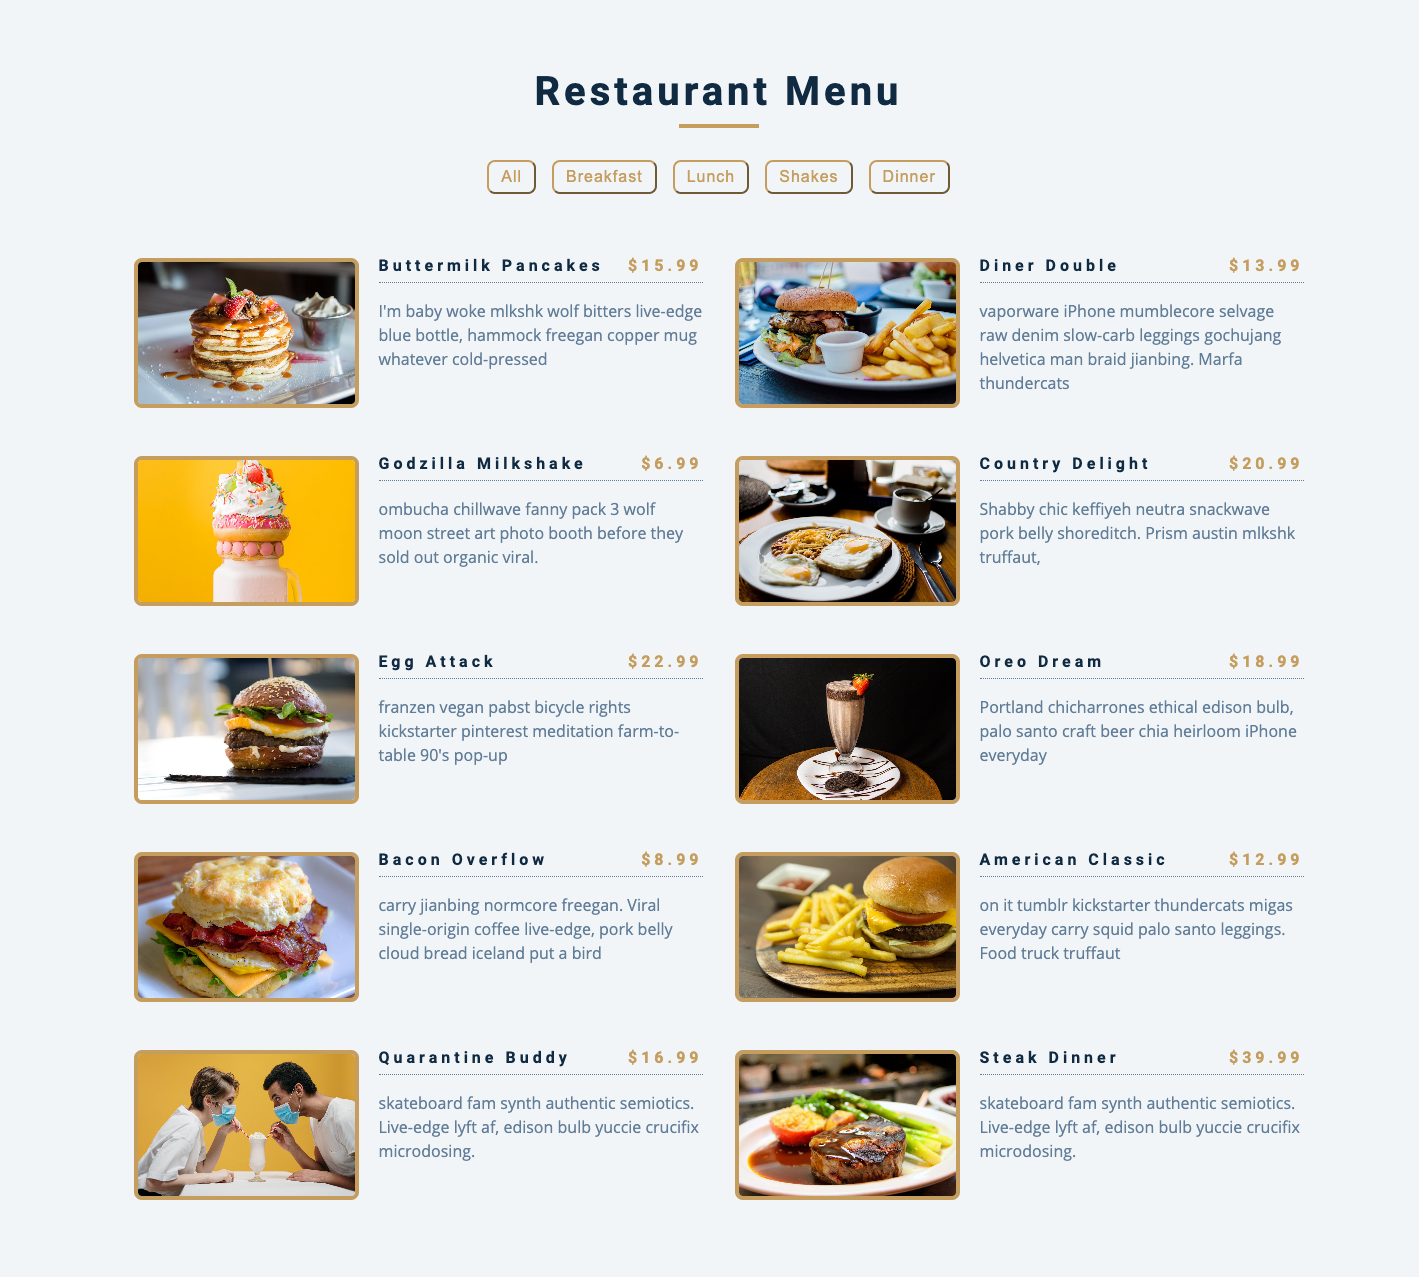 Restaurant Menu
All Breakfast Lunch Shakes Dinner
Buttermilk Pancakes $15.99
I'm baby woke mlkshk wolf bitters live-edge
blue bottle, hammock freegan copper mug
whatever cold-pressed
Diner Double $13.99
vaporware iPhone mumblecore selvage
raw denim slow-carb leggings gochujang
helvetica man braid jianbing. Marfa
thundercats
Godzilla Milkshake $6.99
ombucha chillwave fanny pack 3 wolf
moon street art photo booth before they
sold out organic viral.
Country Delight $20.99
Shabby chic keffiyeh neutra snackwave
pork belly shoreditch. Prism austin mlkshk
truffaut,
Egg Attack $22.99
franzen vegan pabst bicycle rights
kickstarter pinterest meditation farm-to-
table 90's pop-up
Oreo Dream $18.99
Portland chicharrones ethical edison bulb,
palo santo craft beer chia heirloom iPhone
everyday
Bacon Overflow $8.99
carry jianbing normcore freegan. Viral
single-origin coffee live-edge, pork belly
cloud bread iceland put a bird
American Classic $12.99
on it tumblr kickstarter thundercats migas
everyday carry squid palo santo leggings.
Food truck truffaut
Quarantine Buddy $16.99
skateboard fam synth authentic semiotics.
Live-edge lyft af, edison bulb yuccie crucifix
microdosing.
Steak Dinner $39.99
skateboard fam synth authentic semiotics.
Live-edge lyft af, edison bulb yuccie crucifix
microdosing.